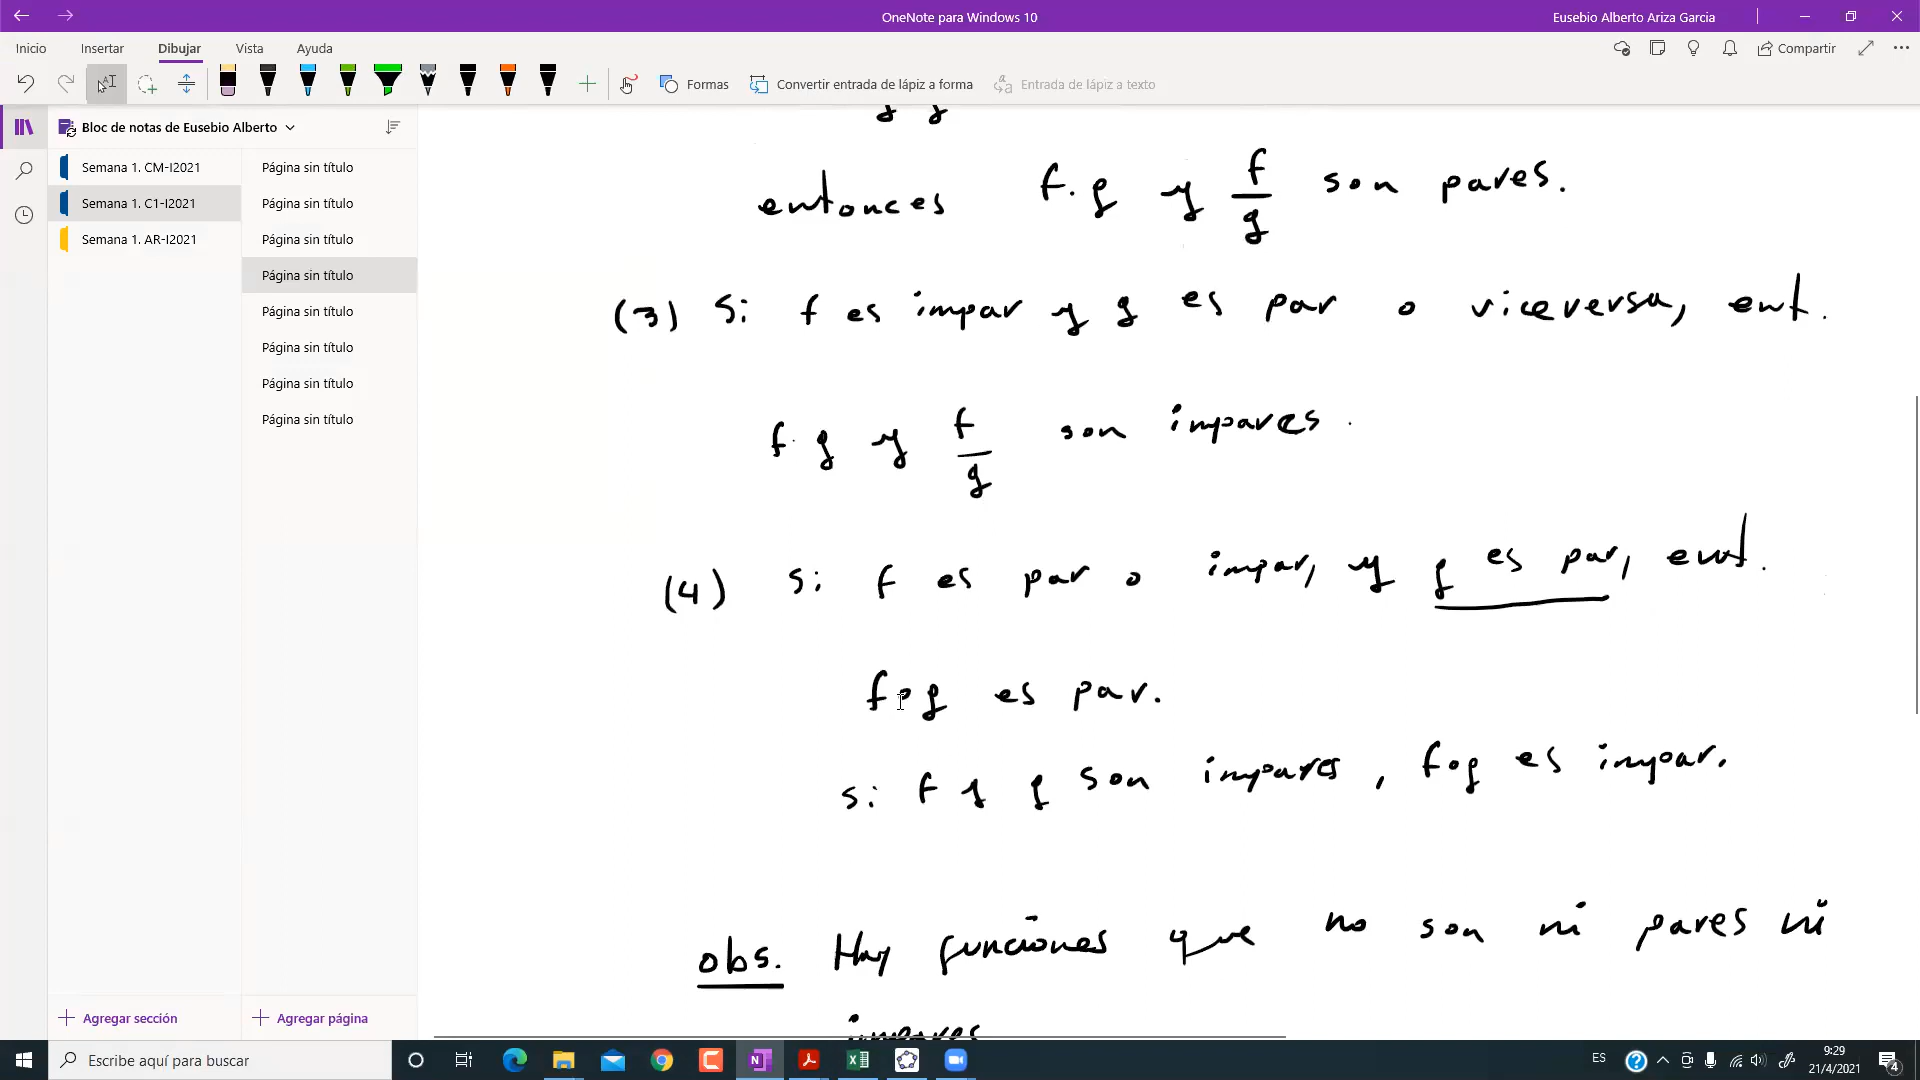 OneNote para Windows 10
Eusebio Alberto Ariza Garcia
Inicio Insertar Dibujar Vista Ayuda
Compartir
Formas Convertir entrada de lápiz a forma Entrada de lápiz a texto
Bloc de notas de Eusebio Alberto
Semana 1. CM-I2021
Semana 1. C1-I2021
Semana 1. AR-I2021
Página sin título
Página sin título
Página sin título
Página sin título
Página sin título
Página sin título
Página sin título
Página sin título
entonces f.g y f/g son pares.
(3) Si f es impar y g es par o viceversa, ent.
f.g y f/g son impares.
(4) Si f es par o impar, y g es par, ent.
fog es par.
Si f y g son impares, fog es impar.
obs. Hay funciones que no son ni pares ni
impares
Agregar sección
Agregar página
Escribe aquí para buscar
ES
9:29
21/4/2021
4